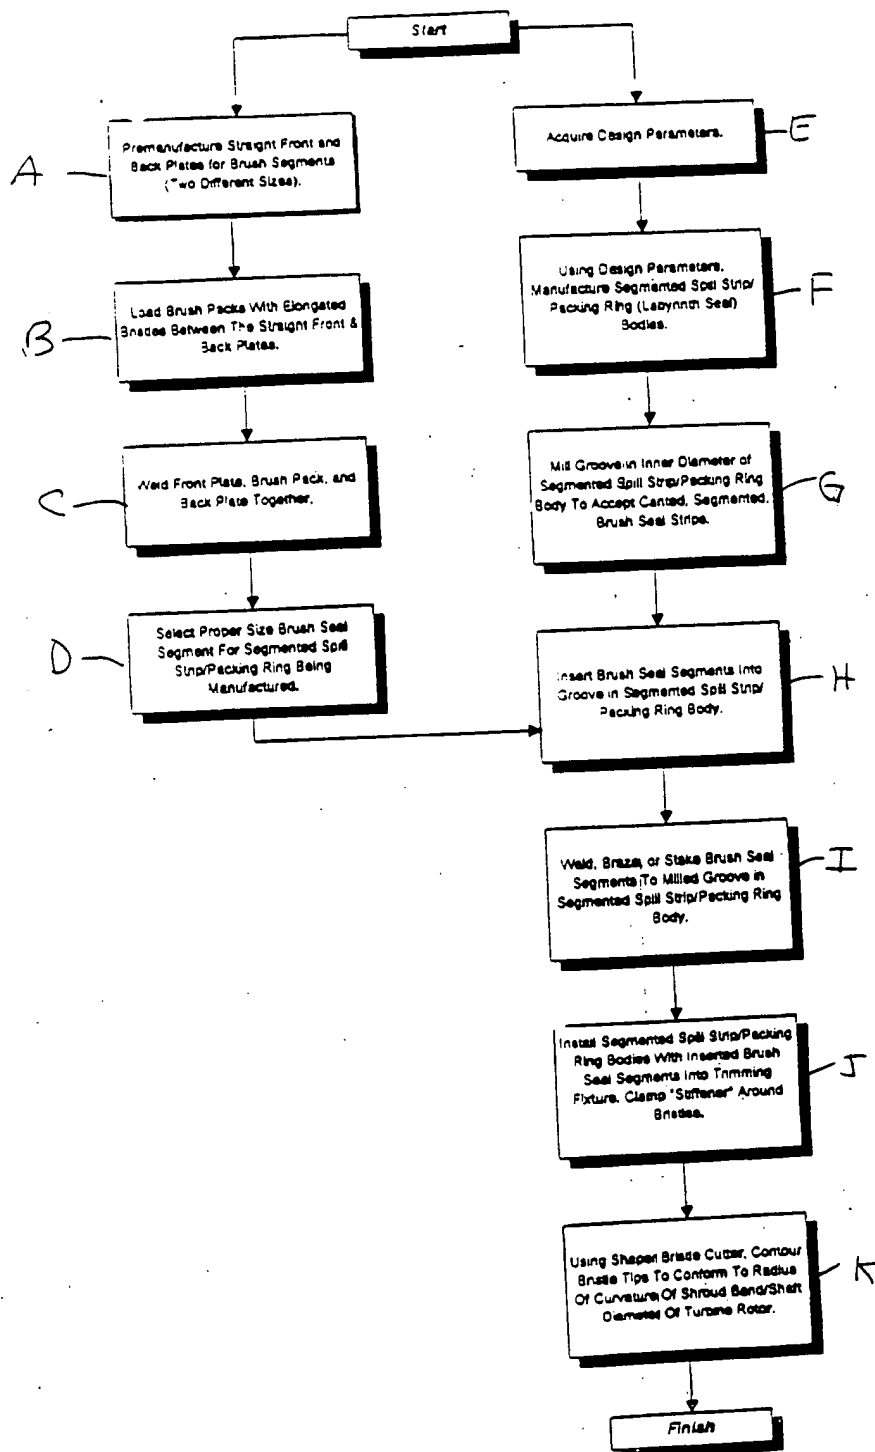 Start
A
Premanufacture Straight Front and
Back Plates for Brush Segments
(Two Different Sizes).
B
Load Brush Packs With Elongated
Bristles Between The Straight Front &
Back Plates.
C
Weld Front Plate, Brush Pack, and
Back Plate Together.
D
Select Proper Size Brush Seal
Segment For Segmented Spill
Strip/Packing Ring Being
Manufactured.
Acquire Design Parameters.
E
Using Design Parameters,
Manufacture Segmented Spill Strip/
Packing Ring (Labyrinth Seal)
Bodies.
F
Mill Groove in Inner Diameter of
Segmented Spill Strip/Packing Ring
Body To Accept Canted, Segmented,
Brush Seal Strips.
G
Insert Brush Seal Segments Into
Groove in Segmented Spill Strip/
Packing Ring Body.
H
Weld, Braze, or Stake Brush Seal
Segments To Milled Groove in
Segmented Spill Strip/Packing Ring
Body.
I
Install Segmented Spill Strip/Packing
Ring Bodies With Inserted Brush
Seal Segments Into Trimming
Fixture, Clamp "Stiffener" Around
Bristles.
J
Using Shaper Bristle Cutter, Contour
Bristle Tips To Conform To Radius
Of Curvature Of Shroud Band/Shaft
Diameter Of Turbine Rotor.
K
Finish